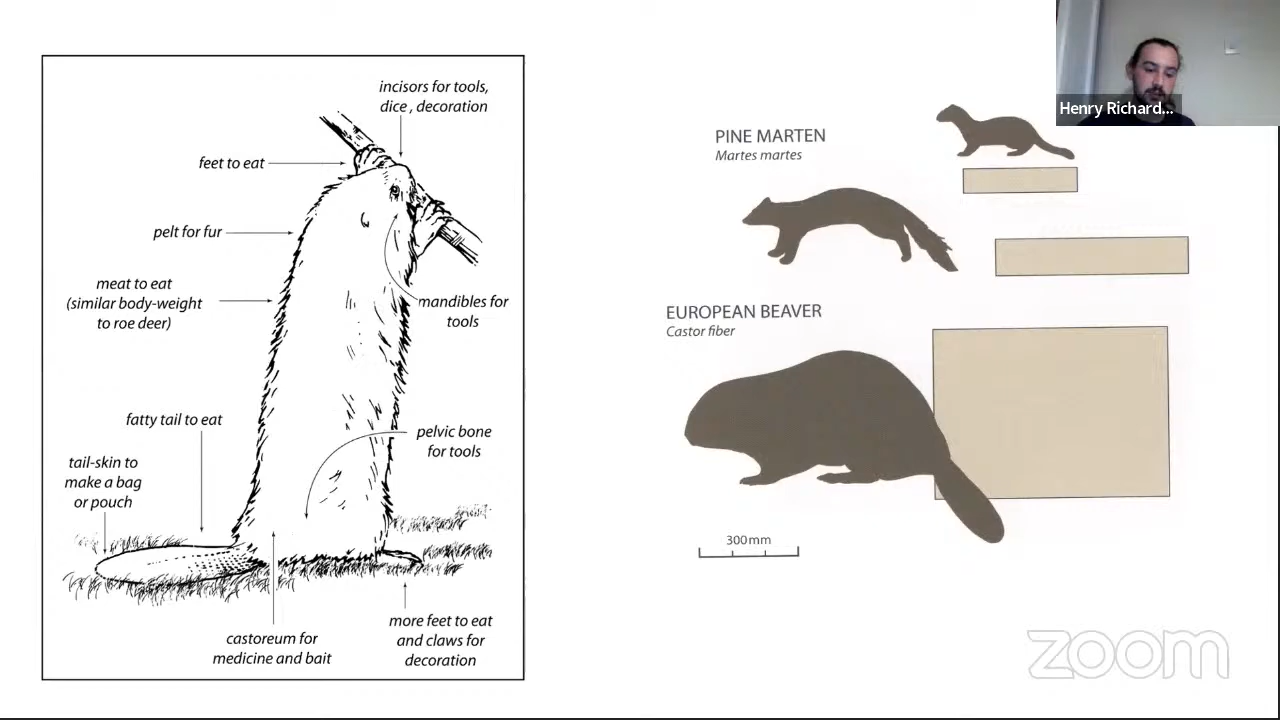 incisors for tools,
dice , decoration
feet to eat
pelt for fur
meat to eat
(similar body-weight
to roe deer)
mandibles for
tools
fatty tail to eat
pelvic bone
for tools
tail-skin to
make a bag
or pouch
castoreum for
medicine and bait
more feet to eat
and claws for
decoration
PINE MARTEN
Martes martes
EUROPEAN BEAVER
Castor fiber
300mm
Henry Richard...
zoom